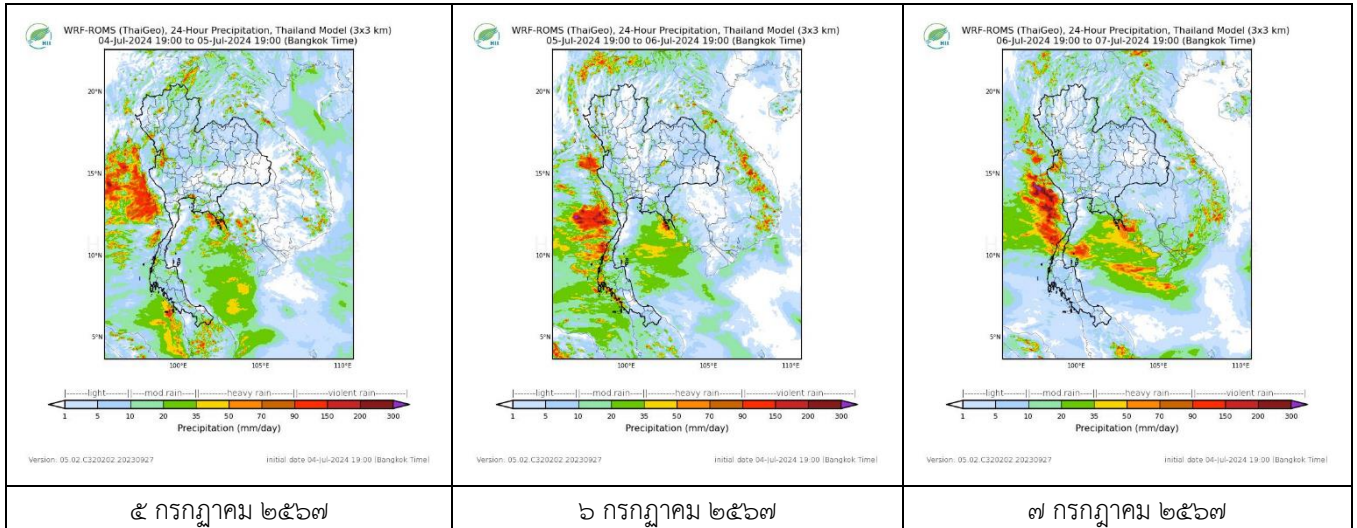 WRF-ROMS (ThaiGeo), 24-Hour Precipitation, Thailand Model (3x3 km)
04-Jul-2024 19:00 to 05-Jul-2024 19:00 (Bangkok Time)
20°N
15°N
10°N
5°N
100°E
105°E
110°E
light
mod rain
heavy rain
violent rain
1 5 10 20 35 50 70 90 150 200 300
Precipitation (mm/day)
Version: 05.02.C320202.20230927
initial date 04-Jul-2024 19:00 (Bangkok Time)
๕ กรกฏาคม ๒๕๖๗
WRF-ROMS (ThaiGeo), 24-Hour Precipitation, Thailand Model (3x3 km)
05-Jul-2024 19:00 to 06-Jul-2024 19:00 (Bangkok Time)
20°N
15°N
10°N
5°N
100°E
105°E
110°E
light
mod rain
heavy rain
violent rain
1 5 10 20 35 50 70 90 150 200 300
Precipitation (mm/day)
Version: 05.02.C320202.20230927
initial date 04-Jul-2024 19:00 (Bangkok Time)
๖ กรกฏาคม ๒๕๖๗
WRF-ROMS (ThaiGeo), 24-Hour Precipitation, Thailand Model (3x3 km)
06-Jul-2024 19:00 to 07-Jul-2024 19:00 (Bangkok Time)
20°N
15°N
10°N
5°N
100°E
105°E
110°E
light
mod rain
heavy rain
violent rain
1 5 10 20 35 50 70 90 150 200 300
Precipitation (mm/day)
Version: 05.02.C320202.20230927
initial date 04-Jul-2024 19:00 (Bangkok Time)
๗ กรกฎาคม ๒๕๖๗